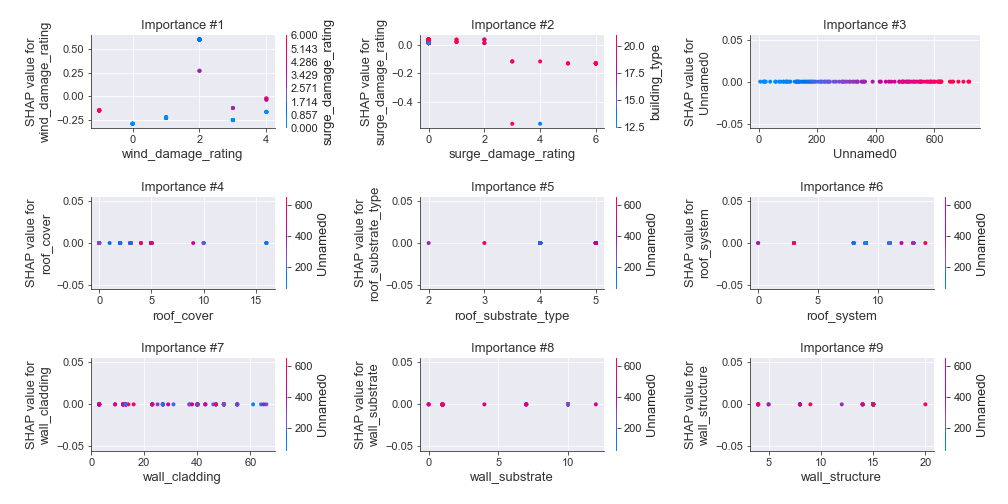 Importance #1
SHAP value for
wind_damage_rating
0.50
0.25
0.00
−0.25
0
2
4
wind_damage_rating
6.000
5.143
4.286
3.429
2.571
1.714
0.857
0.000
surge_damage_rating
Importance #2
SHAP value for
surge_damage_rating
0.0
−0.2
−0.4
0
2
4
6
surge_damage_rating
20.0
17.5
15.0
12.5
building_type
Importance #3
SHAP value for
Unnamed0
0.05
0.00
−0.05
0
200
400
600
Unnamed0
Importance #4
SHAP value for
roof_cover
0.05
0.00
−0.05
0
5
10
15
roof_cover
600
400
200
Unnamed0
Importance #5
SHAP value for
roof_substrate_type
0.05
0.00
−0.05
2
3
4
5
roof_substrate_type
600
400
200
Unnamed0
Importance #6
SHAP value for
roof_system
0.05
0.00
−0.05
0
5
10
roof_system
600
400
200
Unnamed0
Importance #7
SHAP value for
wall_cladding
0.05
0.00
−0.05
0
20
40
60
wall_cladding
600
400
200
Unnamed0
Importance #8
SHAP value for
wall_substrate
0.05
0.00
−0.05
0
5
10
wall_substrate
600
400
200
Unnamed0
Importance #9
SHAP value for
wall_structure
0.05
0.00
−0.05
5
10
15
20
wall_structure
600
400
200
Unnamed0